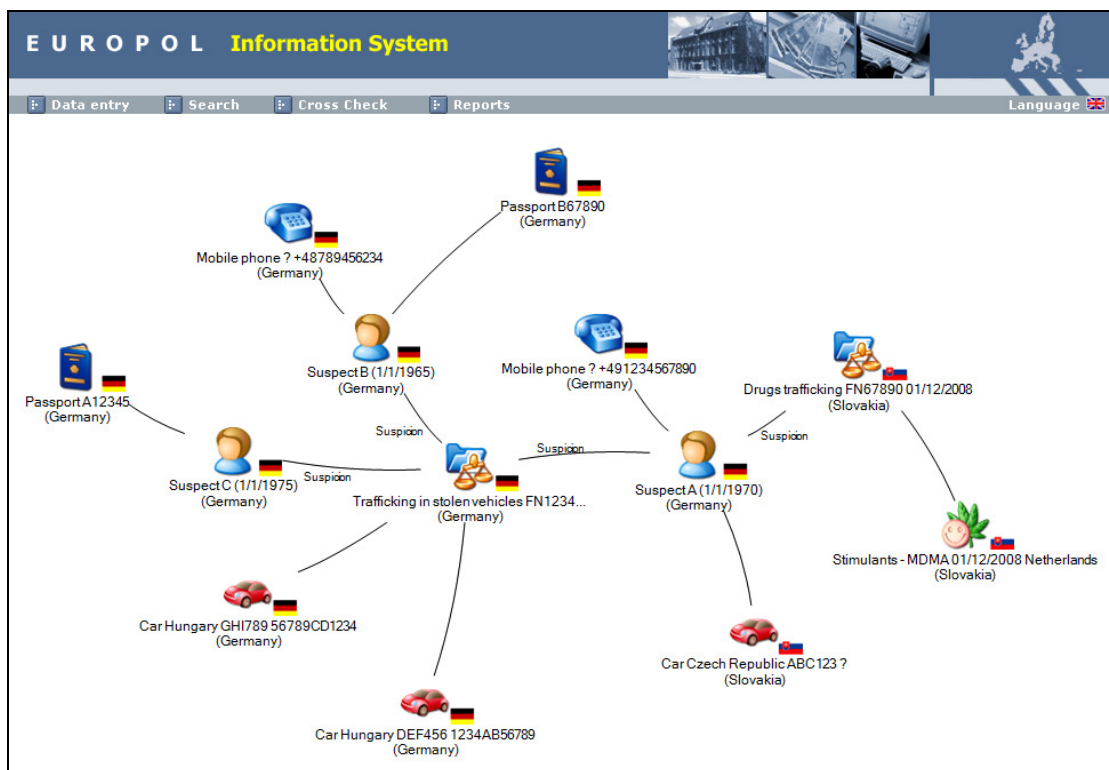 EUROPOL Information System
Data entry Search Cross Check Reports Language
Passport B67890
(Germany)
Mobile phone ? +48789456234
(Germany)
Suspect B (1/1/1965)
(Germany)
Mobile phone ? +491234567890
(Germany)
Drugs trafficking FN67890 01/12/2008
(Slovakia)
Passport A12345
(Germany)
Suspicion
Suspicion
Suspicion
Suspicion
Suspect C (1/1/1975)
(Germany)
Trafficking in stolen vehicles FN1234...
(Germany)
Suspect A (1/1/1970)
(Germany)
Stimulants - MDMA 01/12/2008 Netherlands
(Slovakia)
Car Hungary GHI789 56789CD1234
(Germany)
Car Czech Republic ABC123 ?
(Slovakia)
Car Hungary DEF456 1234AB56789
(Germany)